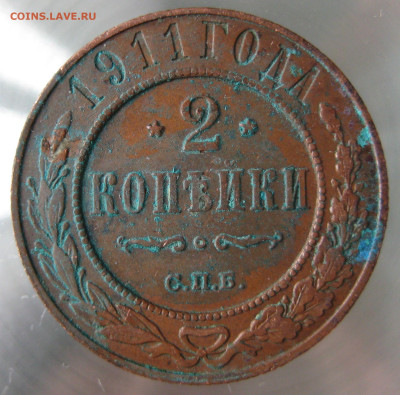 COINS.LAVE.RU
1911 ГОДА
2
КОПѢЙКИ
С.П.Б.